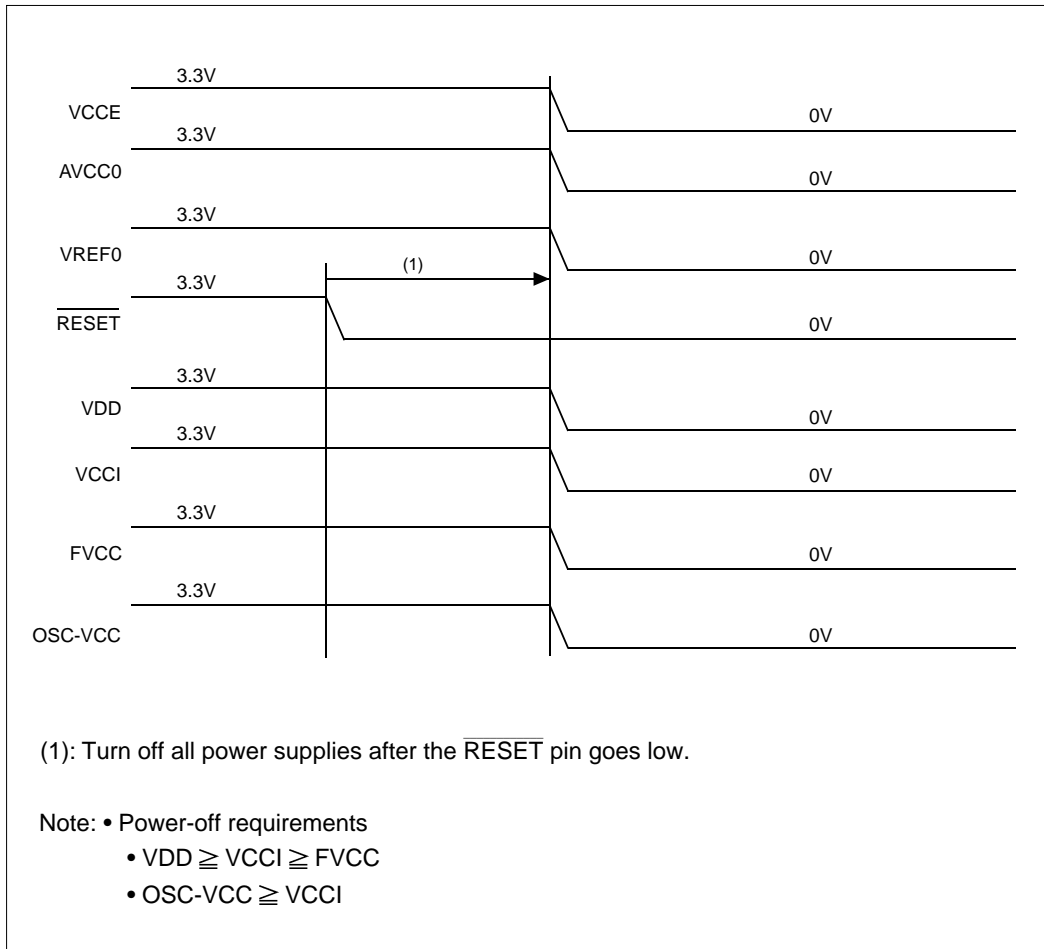 3.3V
VCCE
0V
3.3V
AVCC0
0V
3.3V
VREF0
0V
(1)
3.3V
RESET
0V
3.3V
VDD
0V
3.3V
VCCI
0V
3.3V
FVCC
0V
3.3V
OSC-VCC
0V
(1): Turn off all power supplies after the RESET pin goes low.
Note: • Power-off requirements
• VDD ≧ VCCI ≧ FVCC
• OSC-VCC ≧ VCCI